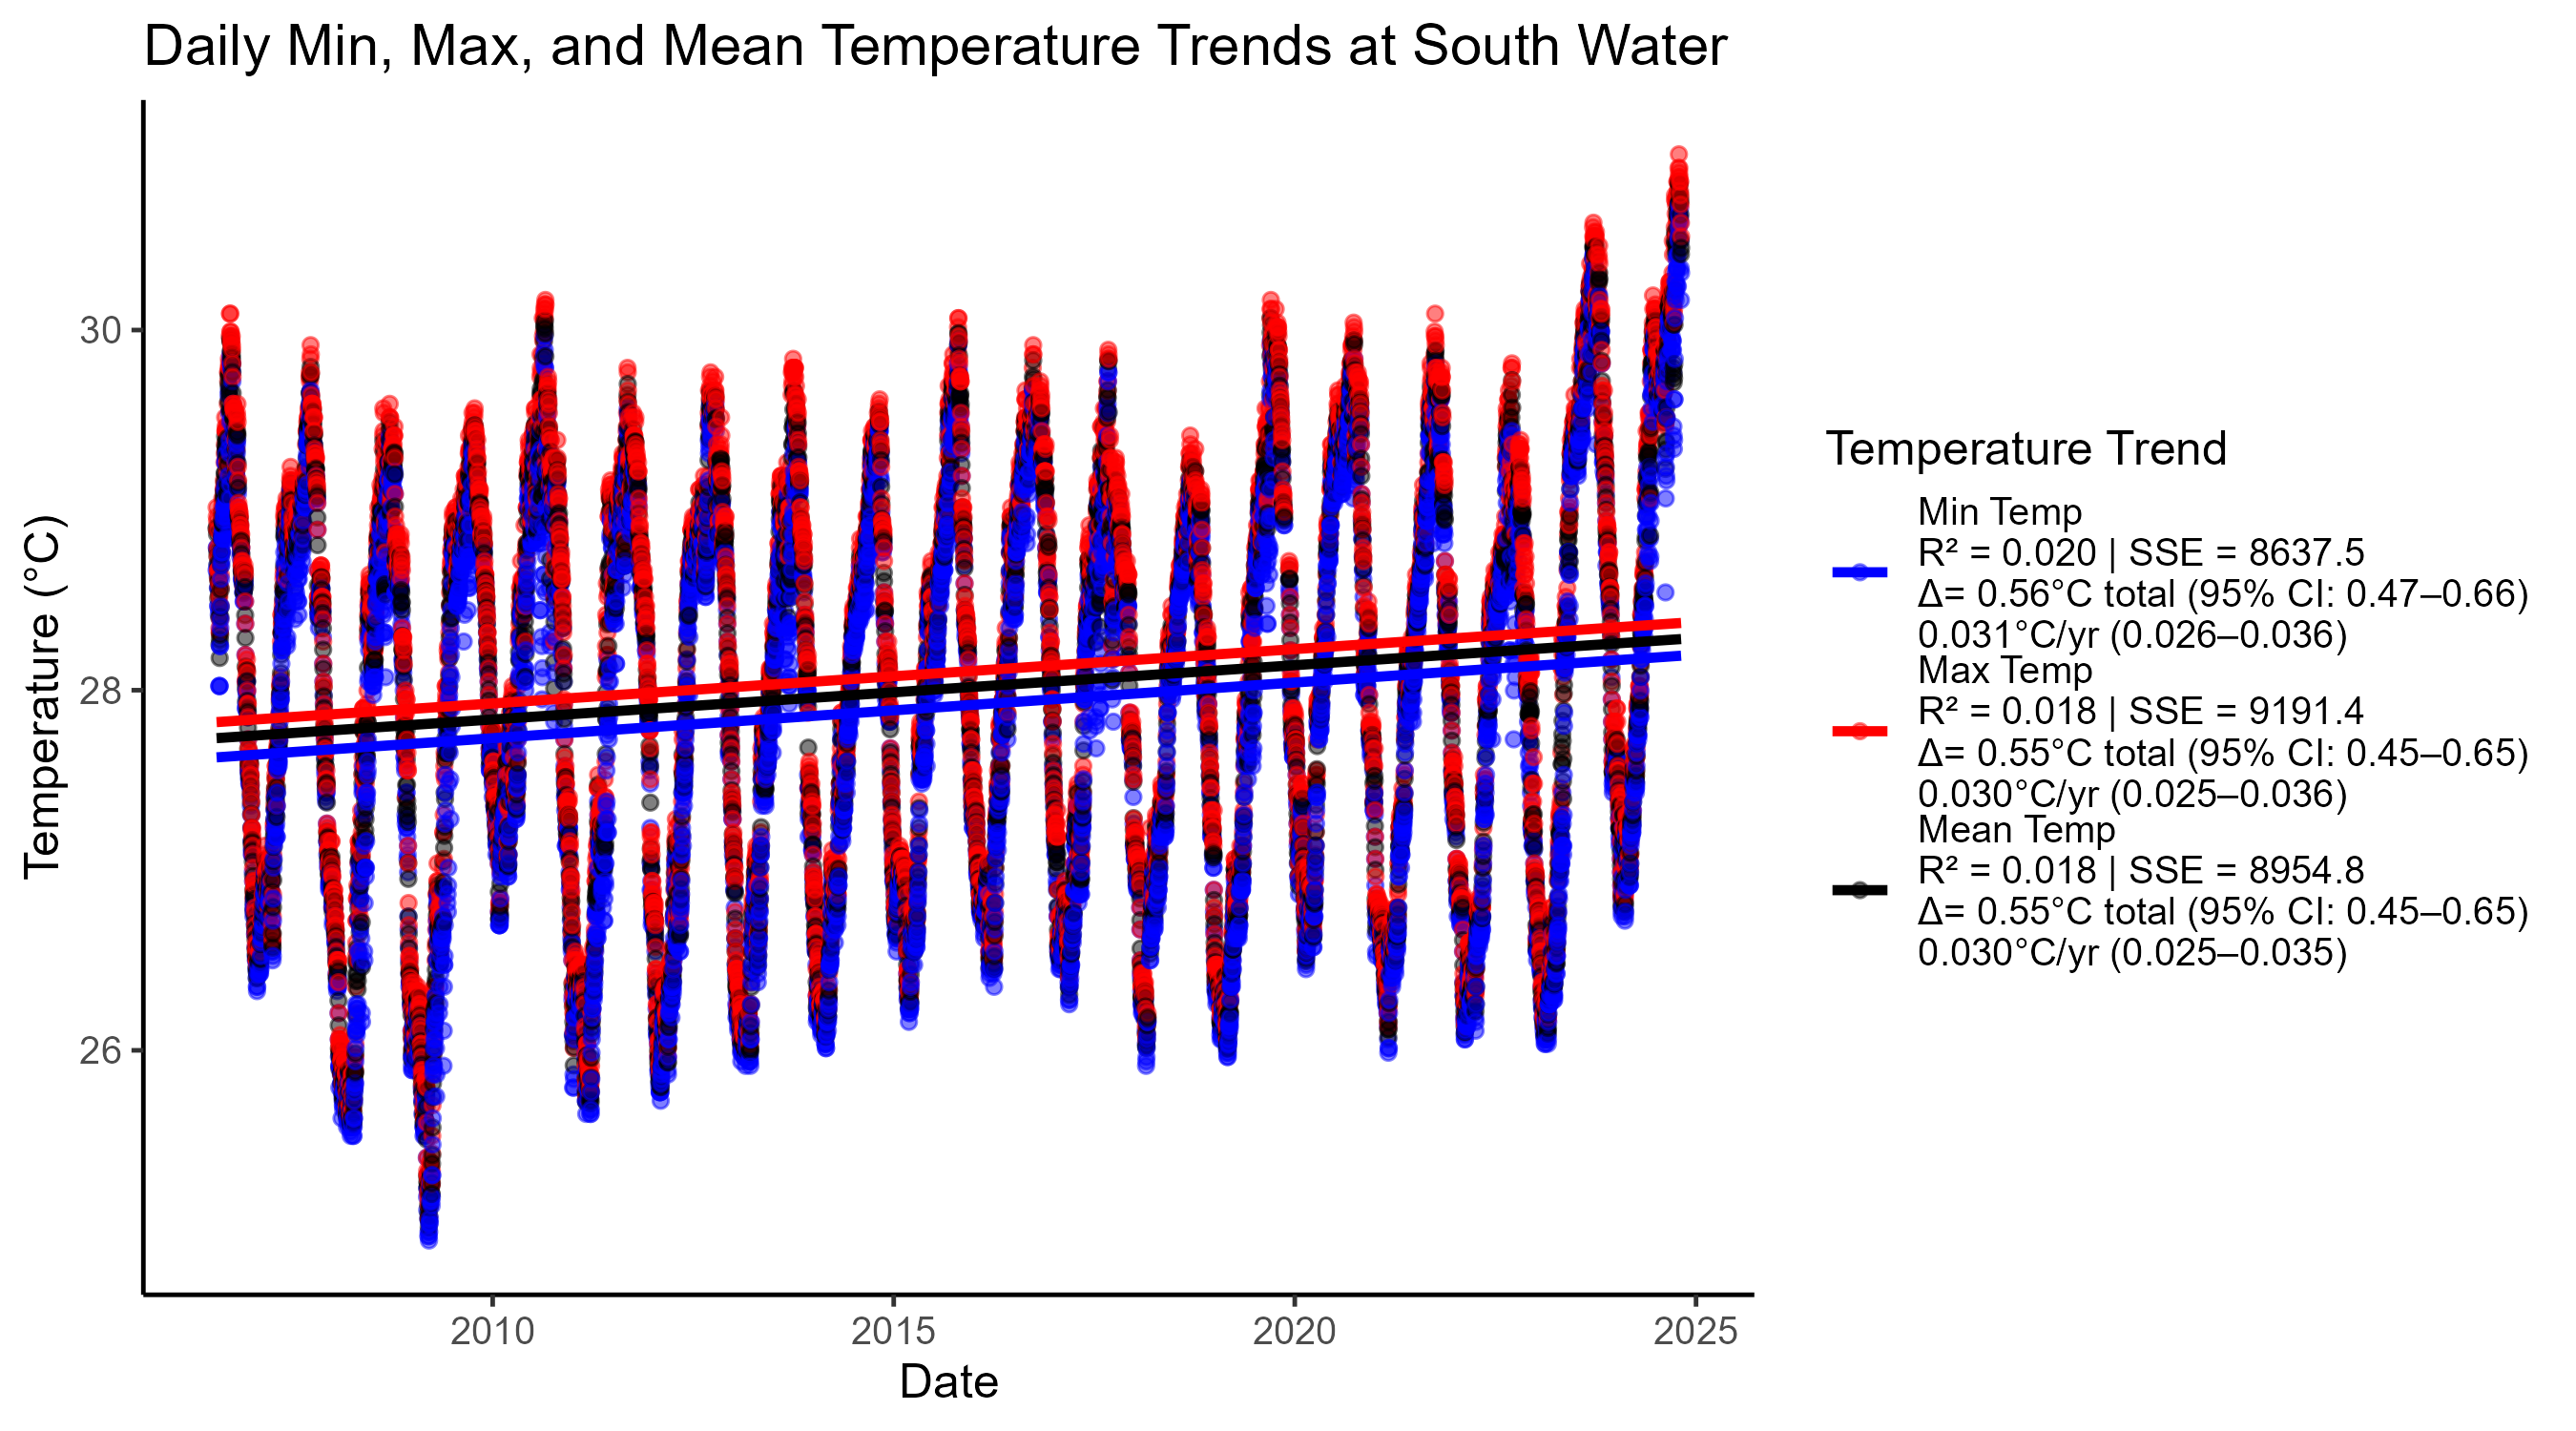 Daily Min, Max, and Mean Temperature Trends at South Water
Temperature (°C)
30
28
26
2010
2015
2020
2025
Date
Temperature Trend
Min Temp
R² = 0.020 | SSE = 8637.5
Δ= 0.56°C total (95% CI: 0.47–0.66)
0.031°C/yr (0.026–0.036)
Max Temp
R² = 0.018 | SSE = 9191.4
Δ= 0.55°C total (95% CI: 0.45–0.65)
0.030°C/yr (0.025–0.036)
Mean Temp
R² = 0.018 | SSE = 8954.8
Δ= 0.55°C total (95% CI: 0.45–0.65)
0.030°C/yr (0.025–0.035)